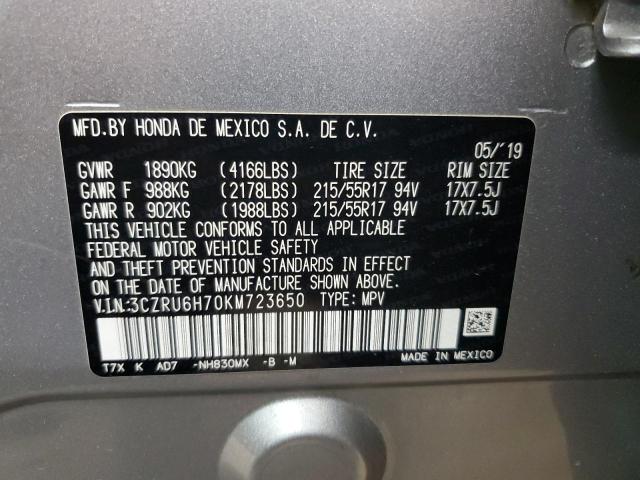 MFD.BY HONDA DE MEXICO S.A. DE C.V.
05/'19
GVWR 1890KG (4166LBS) TIRE SIZE RIM SIZE
GAWR F 988KG (2178LBS) 215/55R17 94V 17X7.5J
GAWR R 902KG (1988LBS) 215/55R17 94V 17X7.5J
THIS VEHICLE CONFORMS TO ALL APPLICABLE
FEDERAL MOTOR VEHICLE SAFETY
AND THEFT PREVENTION STANDARDS IN EFFECT
ON THE DATE OF MANUFACTURE SHOWN ABOVE.
V.I.N.:3CZRU6H70KM723650 TYPE: MPV
T7X K AD7 -NH830MX -B -M MADE IN MEXICO